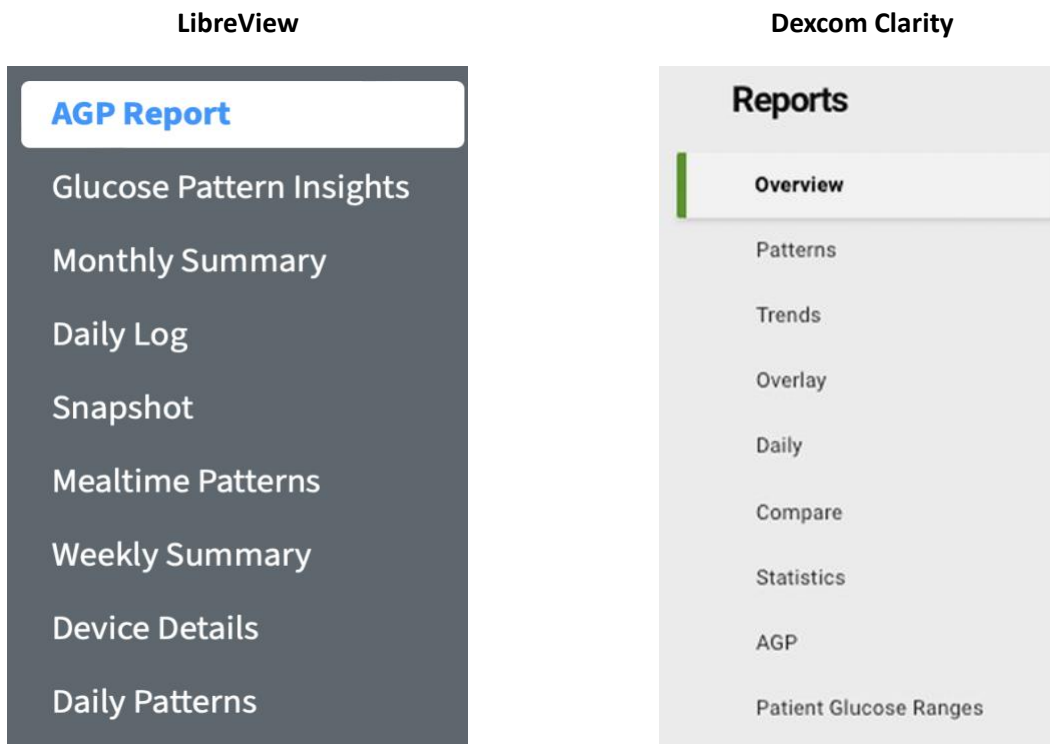 LibreView
AGP Report
Glucose Pattern Insights
Monthly Summary
Daily Log
Snapshot
Mealtime Patterns
Weekly Summary
Device Details
Daily Patterns
Dexcom Clarity
Reports
Overview
Patterns
Trends
Overlay
Daily
Compare
Statistics
AGP
Patient Glucose Ranges